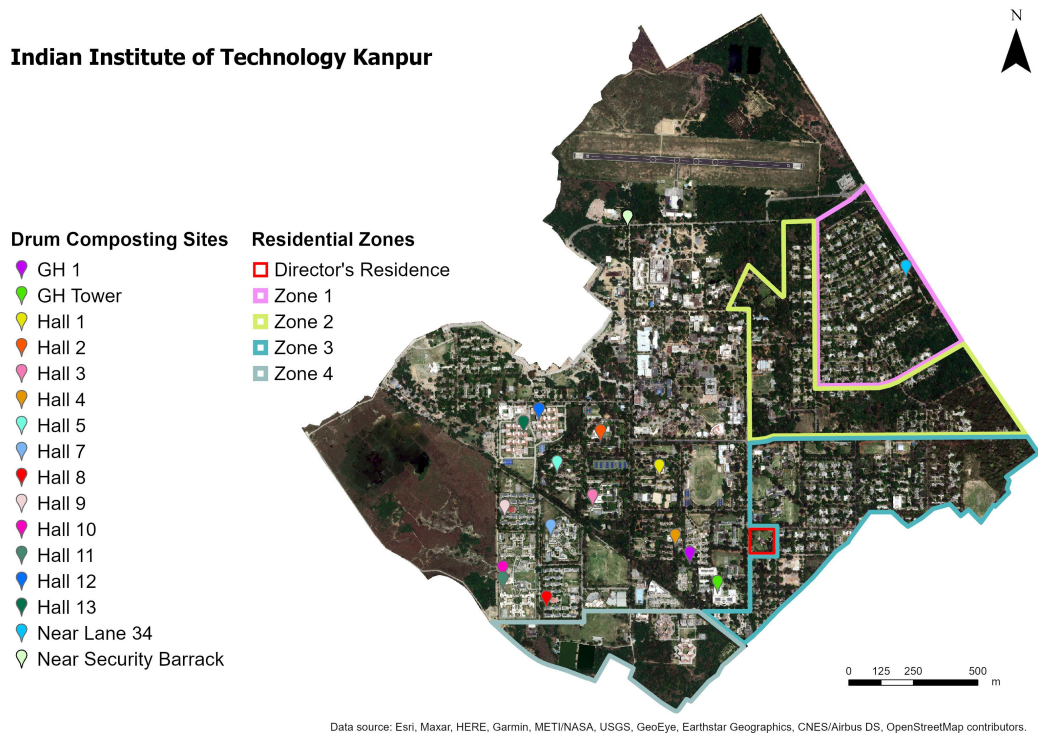 N
Indian Institute of Technology Kanpur
Drum Composting Sites
GH 1
GH Tower
Hall 1
Hall 2
Hall 3
Hall 4
Hall 5
Hall 7
Hall 8
Hall 9
Hall 10
Hall 11
Hall 12
Hall 13
Near Lane 34
Near Security Barrack
Residential Zones
Director's Residence
Zone 1
Zone 2
Zone 3
Zone 4
0 125 250 500
m
Data source: Esri, Maxar, HERE, Garmin, METI/NASA, USGS, GeoEye, Earthstar Geographics, CNES/Airbus DS, OpenStreetMap contributors.